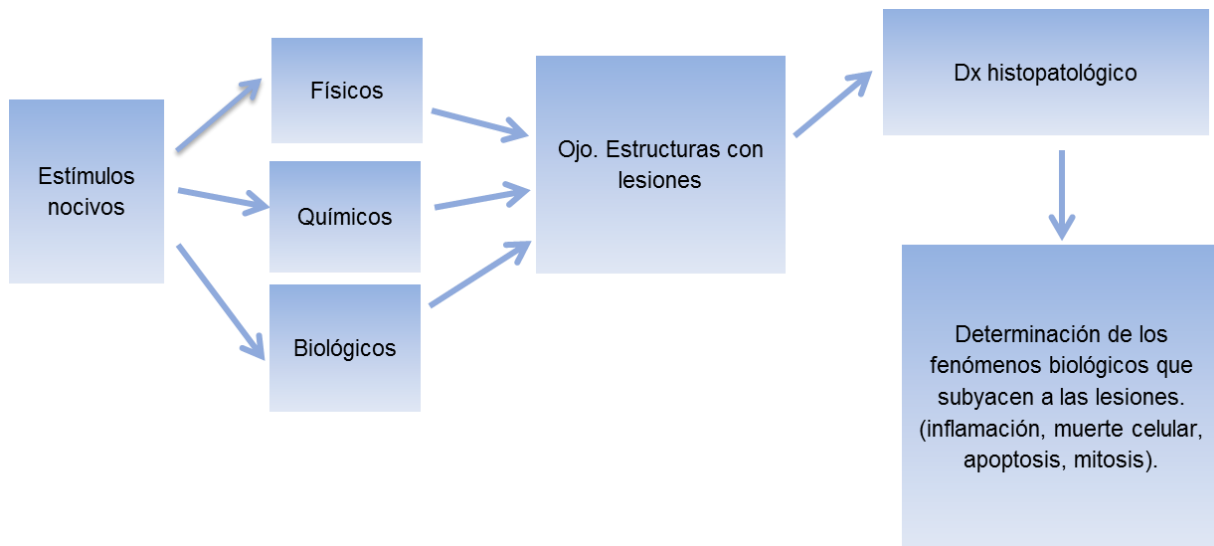 Estímulos
nocivos
Físicos
Químicos
Biológicos
Ojo. Estructuras con
lesiones
Dx histopatológico
Determinación de los
fenómenos biológicos que
subyacen a las lesiones.
(inflamación, muerte celular,
apoptosis, mitosis).